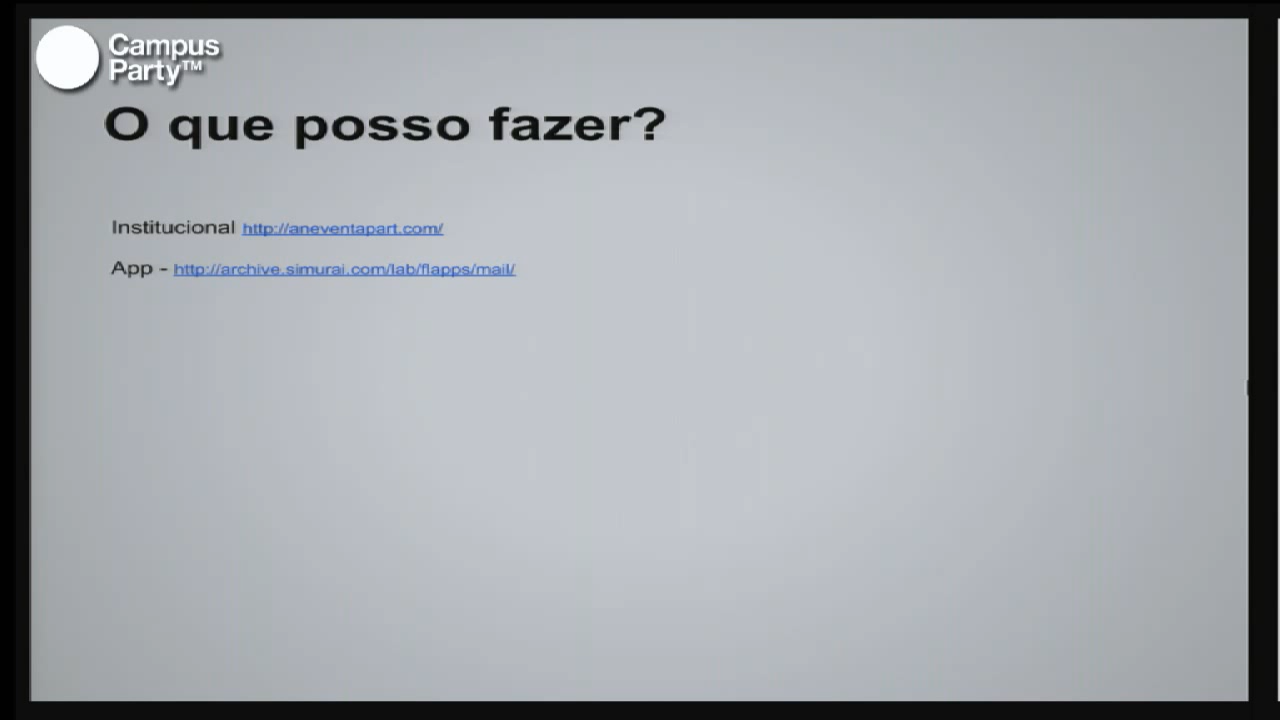 Campus
Party™
O que posso fazer?
Institucional http://aneventapart.com/
App - http://archive.simurai.com/lab/flapps/mail/